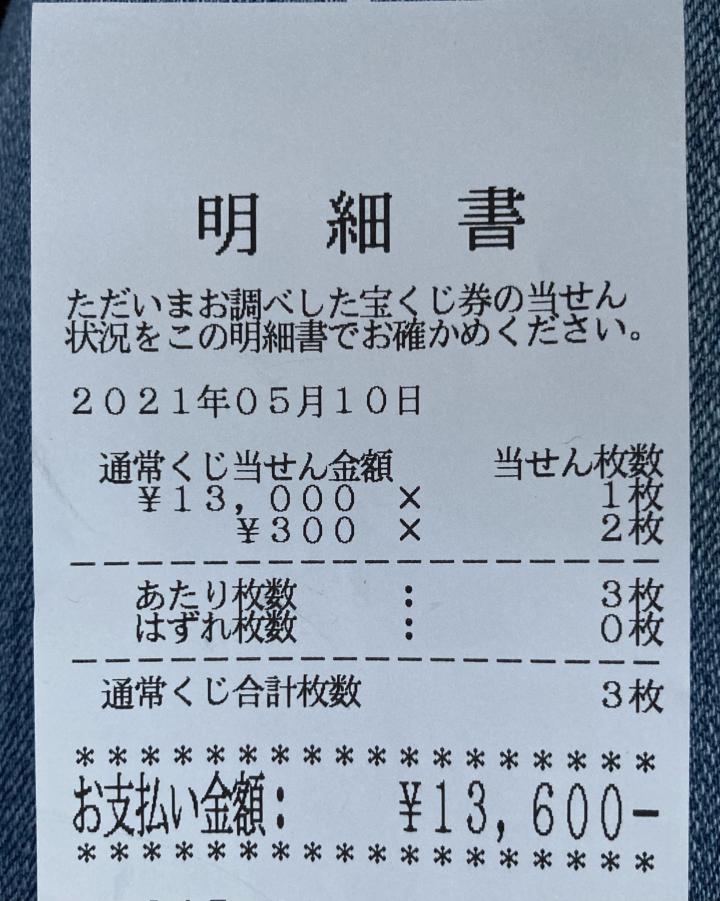 明細書
ただいまお調べした宝くじ券の当せん
状況をこの明細書でお確かめください。
２０２１年０５月１０日
通常くじ当せん金額 当せん枚数
¥１３,０００ × １枚
¥３００ × ２枚
－－－－－－－－－－－－－－－－－－
あたり枚数 : ３枚
はずれ枚数 : ０枚
－－－－－－－－－－－－－－－－－－
通常くじ合計枚数 ３枚
＊＊＊＊＊＊＊＊＊＊＊＊＊＊＊＊＊＊
お支払い金額: ¥１３,６００−
＊＊＊＊＊＊＊＊＊＊＊＊＊＊＊＊＊＊